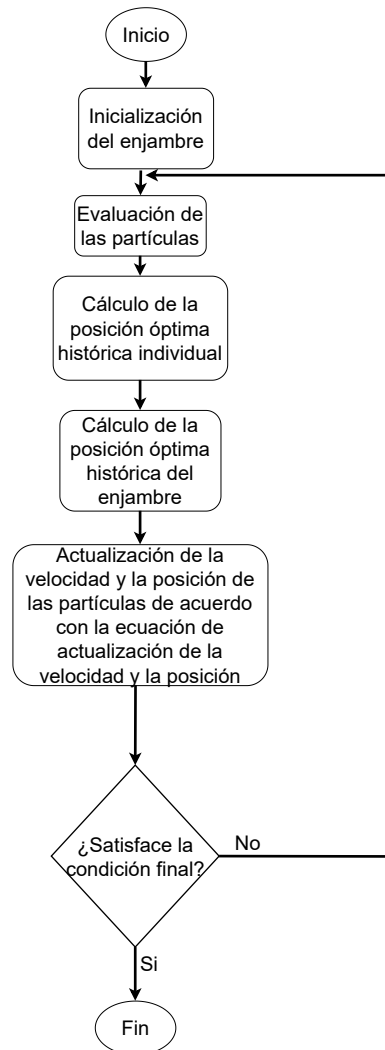 Inicio
Inicialización
del enjambre
Evaluación de
las partículas
Cálculo de la
posición óptima
histórica individual
Cálculo de la
posición óptima
histórica del
enjambre
Actualización de la
velocidad y la posición de
las partículas de acuerdo
con la ecuación de
actualización de la
velocidad y la posición
¿Satisface la
condición final?
No
Si
Fin